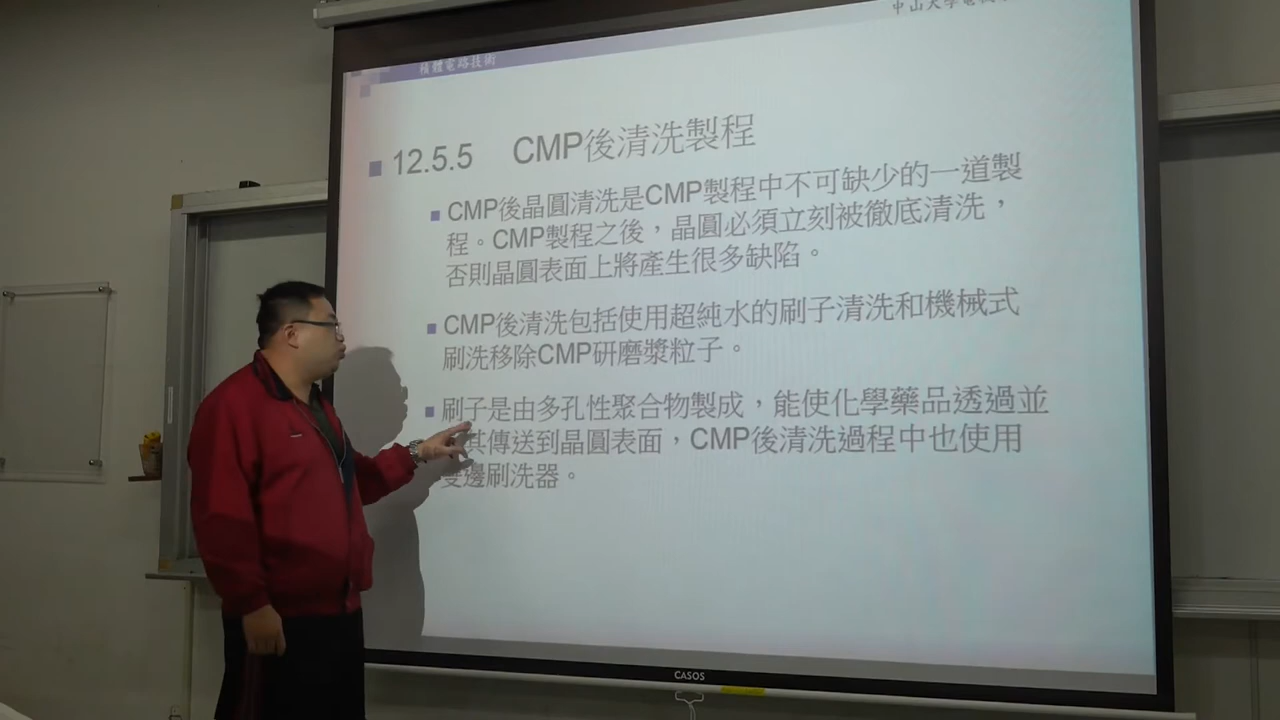 中山大學電機
積體電路技術
12.5.5 CMP後清洗製程
CMP後晶圓清洗是CMP製程中不可缺少的一道製
程。CMP製程之後，晶圓必須立刻被徹底清洗，
否則晶圓表面上將產生很多缺陷。
CMP後清洗包括使用超純水的刷子清洗和機械式
刷洗移除CMP研磨漿粒子。
刷子是由多孔性聚合物製成，能使化學藥品透過並
其傳送到晶圓表面，CMP後清洗過程中也使用
雙邊刷洗器。
CASOS